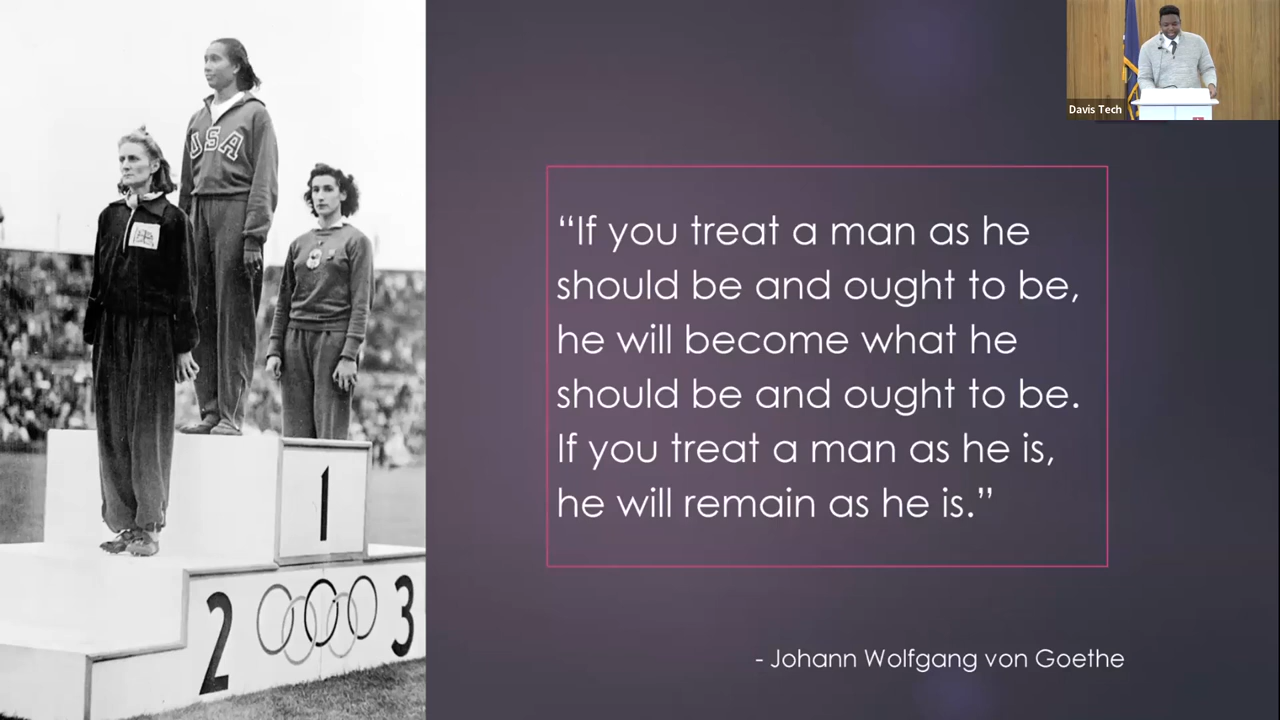 USA
1
2
3
Davis Tech
“If you treat a man as he
should be and ought to be,
he will become what he
should be and ought to be.
If you treat a man as he is,
he will remain as he is.”
- Johann Wolfgang von Goethe